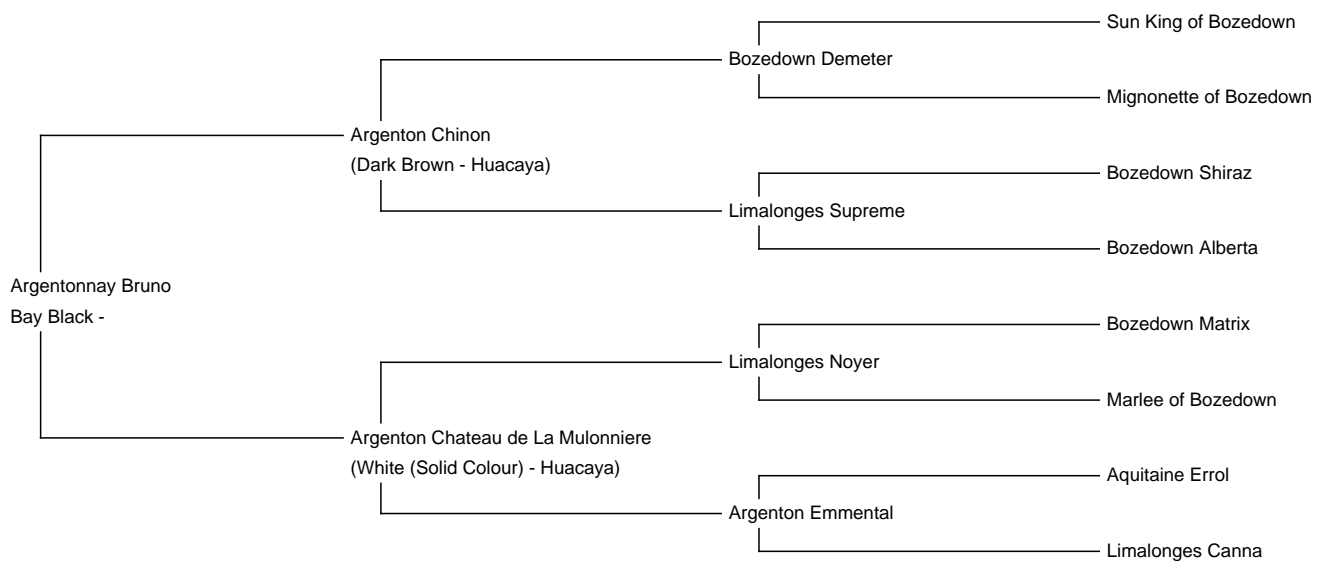 Sun King of Bozedown
Bozedown Demeter
Mignonette of Bozedown
Argenton Chinon
(Dark Brown - Huacaya)
Bozedown Shiraz
Limalonges Supreme
Bozedown Alberta
Argentonnay Bruno
Bay Black -
Bozedown Matrix
Limalonges Noyer
Marlee of Bozedown
Argenton Chateau de La Mulonniere
(White (Solid Colour) - Huacaya)
Aquitaine Errol
Argenton Emmental
Limalonges Canna